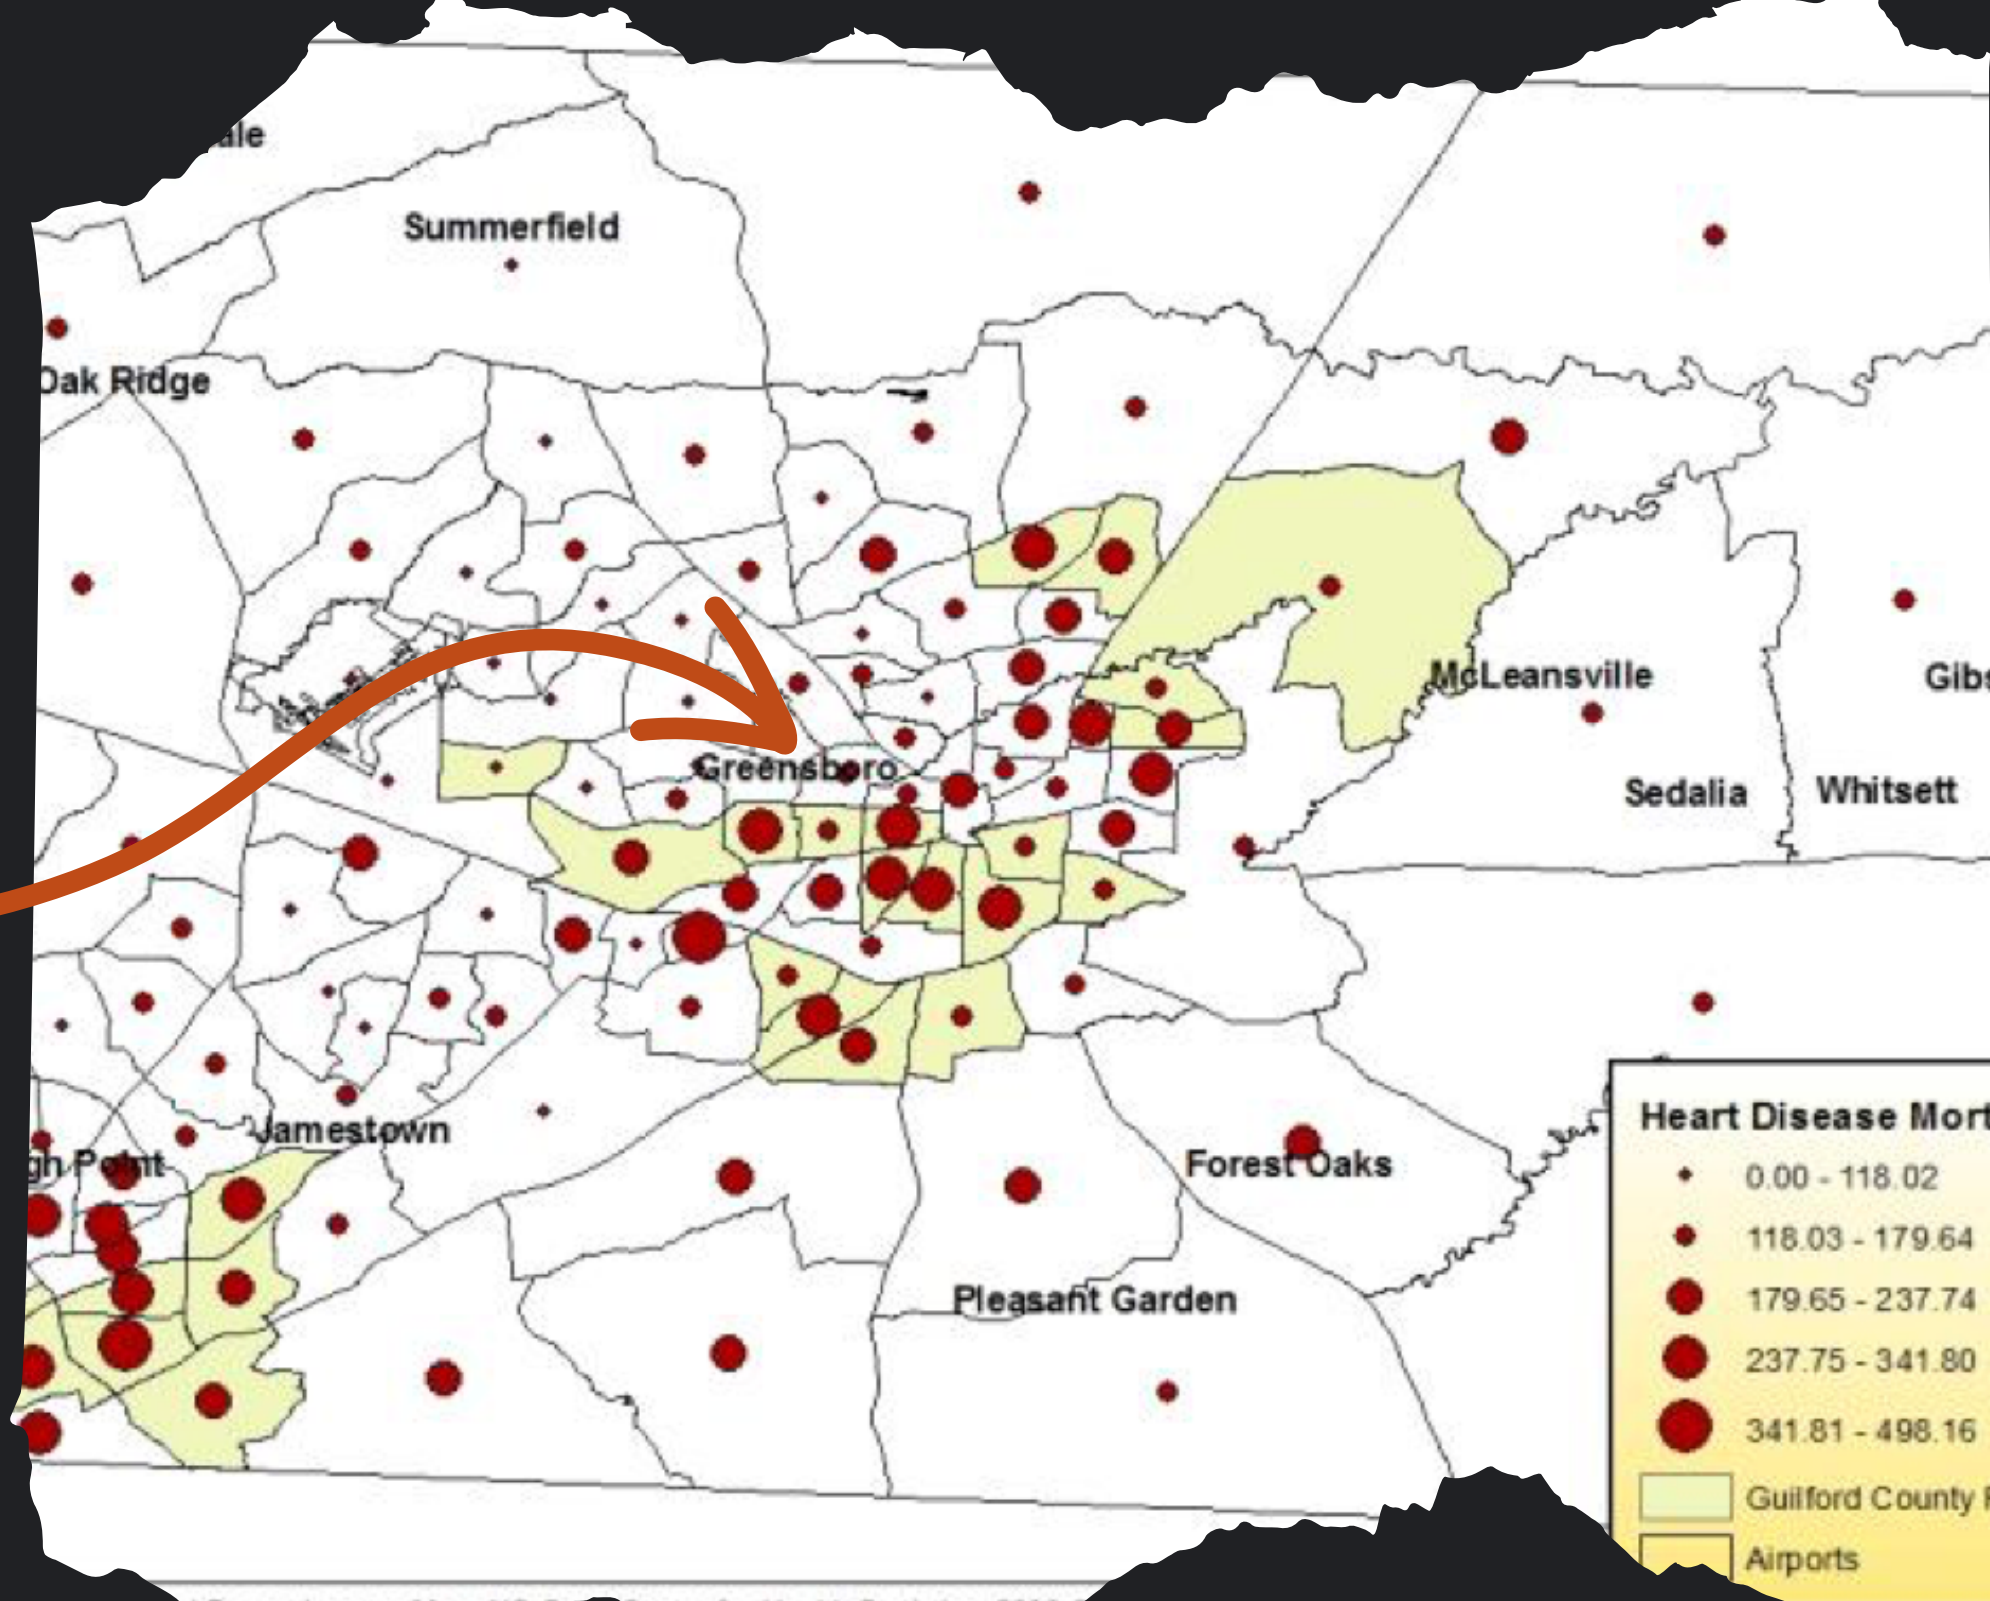 Summerfield
Oak Ridge
McLeansville
Greensboro
Sedalia
Whitsett
Jamestown
Forest Oaks
Pleasant Garden
Heart Disease Mort
0.00 - 118.02
118.03 - 179.64
179.65 - 237.74
237.75 - 341.80
341.81 - 498.16
Guilford County
Airports